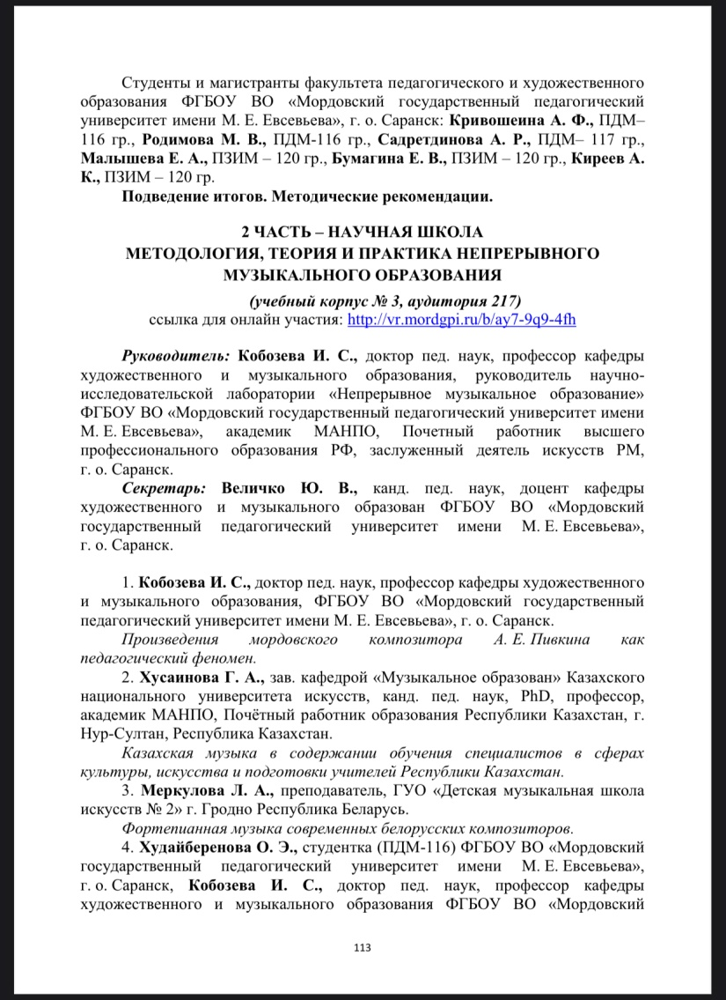 Студенты и магистранты факультета педагогического и художественного
образования ФГБОУ ВО «Мордовский государственный педагогический
университет имени М. Е. Евсевьева», г. о. Саранск: Кривошеина А. Ф., ПДМ–
116 гр., Родимова М. В., ПДМ-116 гр., Садретдинова А. Р., ПДМ– 117 гр.,
Малышева Е. А., ПЗИМ – 120 гр., Бумагина Е. В., ПЗИМ – 120 гр., Киреев А.
К., ПЗИМ – 120 гр.
Подведение итогов. Методические рекомендации.
2 ЧАСТЬ – НАУЧНАЯ ШКОЛА
МЕТОДОЛОГИЯ, ТЕОРИЯ И ПРАКТИКА НЕПРЕРЫВНОГО
МУЗЫКАЛЬНОГО ОБРАЗОВАНИЯ
(учебный корпус № 3, аудитория 217)
ссылка для онлайн участия: http://vr.mordgpi.ru/b/ay7-9q9-4fh
Руководитель: Кобозева И. С., доктор пед. наук, профессор кафедры
художественного и музыкального образования, руководитель научно-
исследовательской лаборатории «Непрерывное музыкальное образование»
ФГБОУ ВО «Мордовский государственный педагогический университет имени
М. Е. Евсевьева», академик МАНПО, Почетный работник высшего
профессионального образования РФ, заслуженный деятель искусств РМ,
г. о. Саранск.
Секретарь: Величко Ю. В., канд. пед. наук, доцент кафедры
художественного и музыкального образован ФГБОУ ВО «Мордовский
государственный педагогический университет имени М. Е. Евсевьева»,
г. о. Саранск.
1. Кобозева И. С., доктор пед. наук, профессор кафедры художественного
и музыкального образования, ФГБОУ ВО «Мордовский государственный
педагогический университет имени М. Е. Евсевьева», г. о. Саранск.
Произведения мордовского композитора А. Е. Пивкина как
педагогический феномен.
2. Хусаинова Г. А., зав. кафедрой «Музыкальное образован» Казахского
национального университета искусств, канд. пед. наук, PhD, профессор,
академик МАНПО, Почётный работник образования Республики Казахстан, г.
Нур-Султан, Республика Казахстан.
Казахская музыка в содержании обучения специалистов в сферах
культуры, искусства и подготовки учителей Республики Казахстан.
3. Меркулова Л. А., преподаватель, ГУО «Детская музыкальная школа
искусств № 2» г. Гродно Республика Беларусь.
Фортепианная музыка современных белорусских композиторов.
4. Худайберенова О. Э., студентка (ПДМ-116) ФГБОУ ВО «Мордовский
государственный педагогический университет имени М. Е. Евсевьева»,
г. о. Саранск, Кобозева И. С., доктор пед. наук, профессор кафедры
художественного и музыкального образования ФГБОУ ВО «Мордовский
113